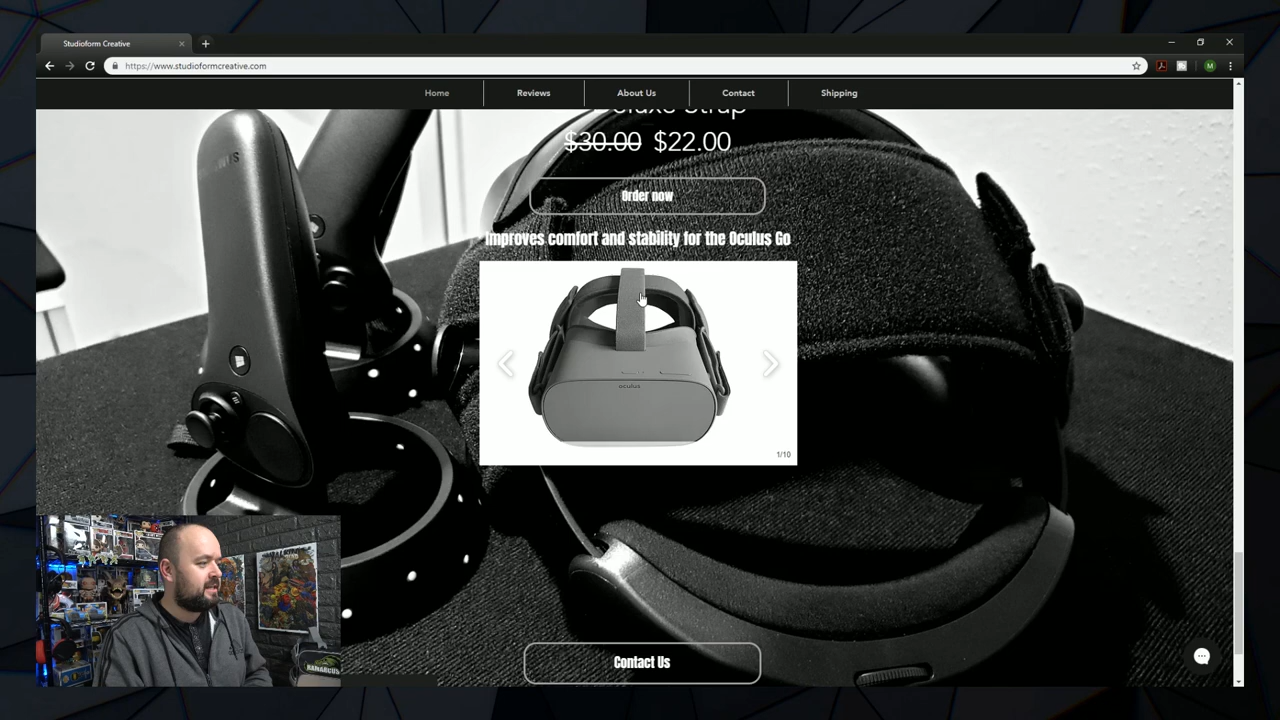 Studioform Creative
https://www.studioformcreative.com
M
Home
Reviews
About Us
Contact
Shipping
Strap
$30.00 $22.00
Order now
Improves comfort and stability for the Oculus Go
oculus
1/10
Contact Us